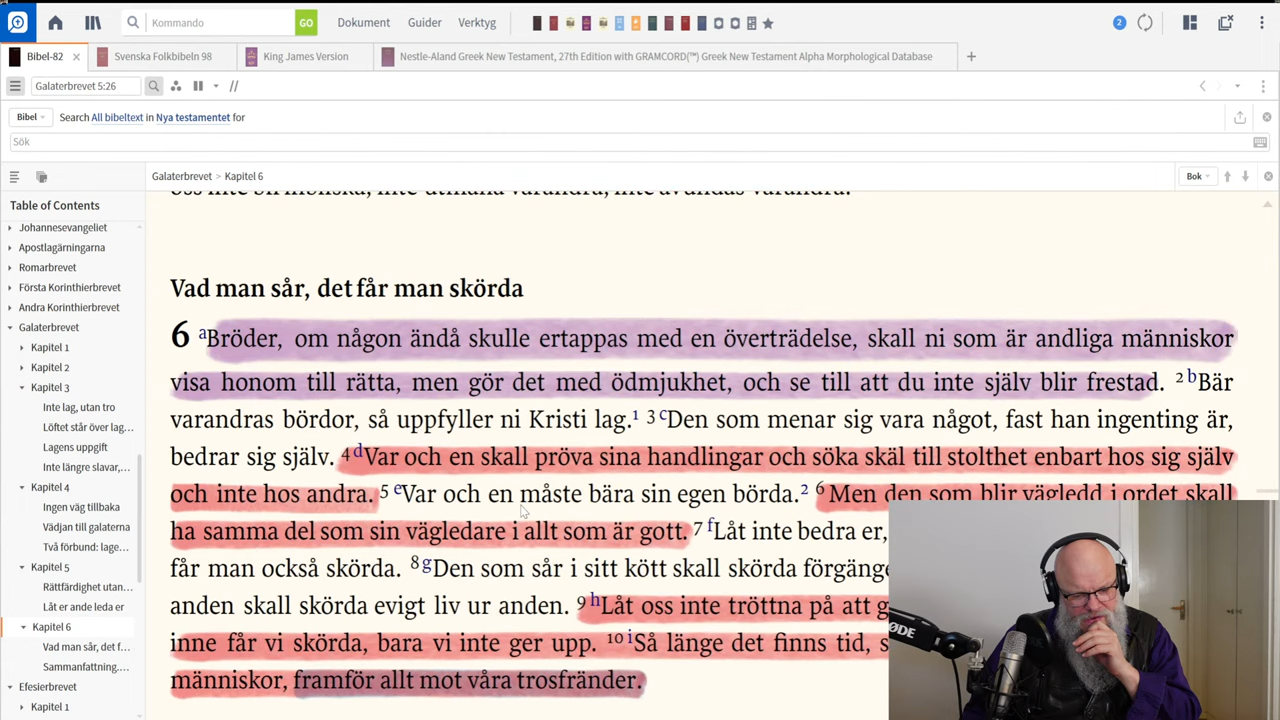 Kommando
GO
Dokument
Guider
Verktyg
2
Bibel-82
Svenska Folkbibeln 98
King James Version
Nestle-Aland Greek New Testament, 27th Edition with GRAMCORD(™) Greek New Testament Alpha Morphological Database
Galaterbrevet 5:26
Bibel
Search All bibeltext in Nya testamentet for
Sök
Galaterbrevet > Kapitel 6
Bok
Table of Contents
Johannesevangeliet
Apostlagärningarna
Romarbrevet
Första Korinthierbrevet
Andra Korinthierbrevet
Galaterbrevet
Kapitel 1
Kapitel 2
Kapitel 3
Inte lag, utan tro
Löftet står över lag...
Lagens uppgift
Inte längre slavar,...
Kapitel 4
Ingen väg tillbaka
Vädjan till galaterna
Två förbund: lage...
Kapitel 5
Rättfärdighet utan...
Låt er ande leda er
Kapitel 6
Vad man sår, det f...
Sammanfattning....
Efesierbrevet
Kapitel 1
Vad man sår, det får man skörda
6 aBröder, om någon ändå skulle ertappas med en överträdelse, skall ni som är andliga människor
visa honom till rätta, men gör det med ödmjukhet, och se till att du inte själv blir frestad. 2 bBär
varandras bördor, så uppfyller ni Kristi lag.1 3 cDen som menar sig vara något, fast han ingenting är,
bedrar sig själv. 4 dVar och en skall pröva sina handlingar och söka skäl till stolthet enbart hos sig själv
och inte hos andra. 5 eVar och en måste bära sin egen börda.2 6 Men den som blir vägledd i ordet skall
ha samma del som sin vägledare i allt som är gott. 7 fLåt inte bedra er,
får man också skörda. 8 gDen som sår i sitt kött skall skörda förgänge
anden skall skörda evigt liv ur anden. 9 hLåt oss inte tröttna på att g
inne får vi skörda, bara vi inte ger upp. 10 iSå länge det finns tid, s
människor, framför allt mot våra trosfränder.
RØDE